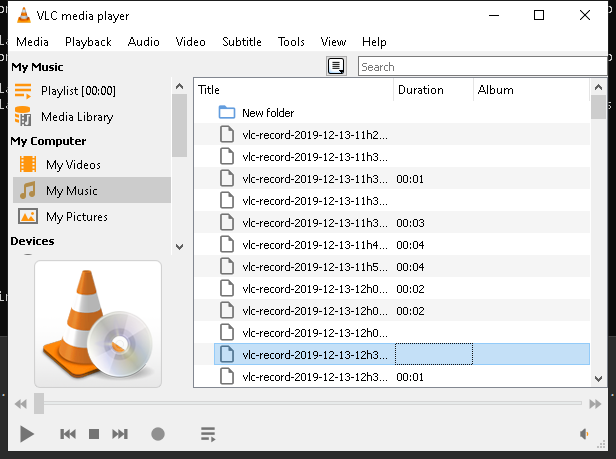 VLC media player
Media Playback Audio Video Subtitle Tools View Help
My Music
Search
Playlist [00:00]
Media Library
My Computer
My Videos
My Music
My Pictures
Devices
Title Duration Album
New folder
vlc-record-2019-12-13-11h2...
vlc-record-2019-12-13-11h3...
vlc-record-2019-12-13-11h3... 00:01
vlc-record-2019-12-13-11h3...
vlc-record-2019-12-13-11h3... 00:03
vlc-record-2019-12-13-11h4... 00:04
vlc-record-2019-12-13-11h5... 00:04
vlc-record-2019-12-13-12h0... 00:02
vlc-record-2019-12-13-12h0... 00:02
vlc-record-2019-12-13-12h0...
vlc-record-2019-12-13-12h3...
vlc-record-2019-12-13-12h3... 00:01